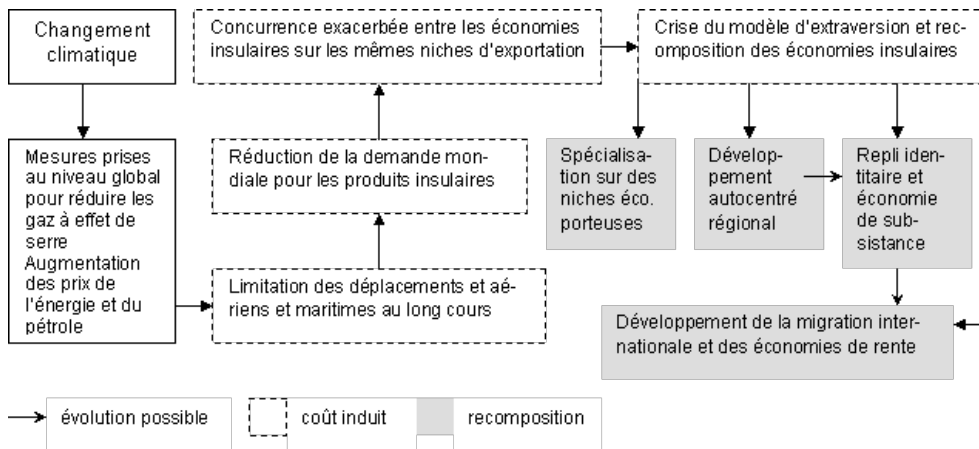 Changement
climatique
Concurrence exacerbée entre les économies
insulaires sur les mêmes niches d'exportation
Crise du modèle d'extraversion et re-
composition des économies insulaires
Mesures prises
au niveau global
pour réduire les
gaz à effet de
serre
Augmentation
des prix de
l'énergie et du
pétrole
Réduction de la demande mon-
diale pour les produits insulaires
Limitation des déplacements et aé-
riens et maritimes au long cours
Spécialisa-
tion sur des
niches éco.
porteuses
Dévelop-
pement
autocentré
régional
Repli iden-
titaire et
économie
de sub-
sistance
Développement de la migration inter-
nationale et des économies de rente
évolution possible
coût induit
recomposition